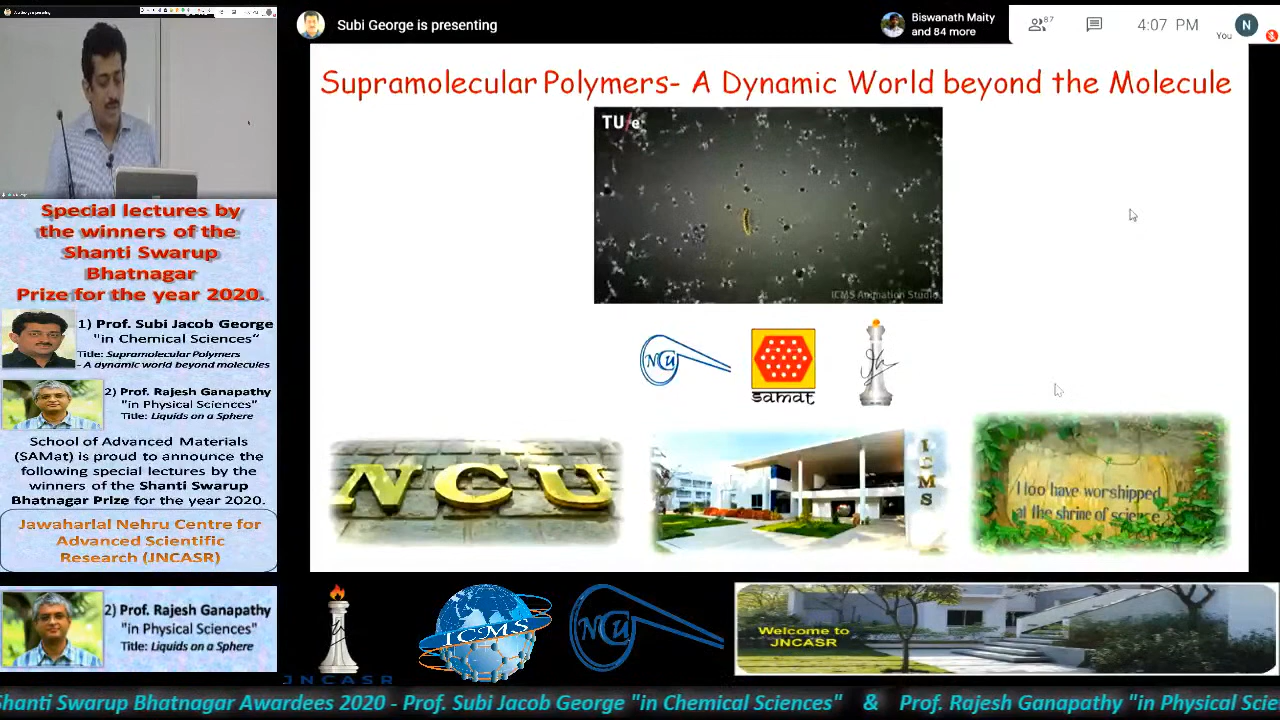 Subi George is presenting
Biswanath Maity
and 84 more
87
4:07 PM
You
N
Supramolecular Polymers- A Dynamic World beyond the Molecule
TU/e
ICMS Animation Studio
NCU
samat
NCU
ICMS
I too have worshipped
at the shrine of science
Special lectures by
the winners of the
Shanti Swarup
Bhatnagar
Prize for the year 2020.
1) Prof. Subi Jacob George
"in Chemical Sciences“
Title: Supramolecular Polymers
- A dynamic world beyond molecules
2) Prof. Rajesh Ganapathy
"in Physical Sciences"
Title: Liquids on a Sphere
School of Advanced Materials
(SAMat) is proud to announce the
following special lectures by the
winners of the Shanti Swarup
Bhatnagar Prize for the year 2020.
Jawaharlal Nehru Centre for
Advanced Scientific
Research (JNCASR)
2) Prof. Rajesh Ganapathy
"in Physical Sciences"
Title: Liquids on a Sphere
JNCASR
ICMS
NCU
Welcome to
JNCASR
Shanti Swarup Bhatnagar Awardees 2020 - Prof. Subi Jacob George "in Chemical Sciences" & Prof. Rajesh Ganapathy "in Physical Scie